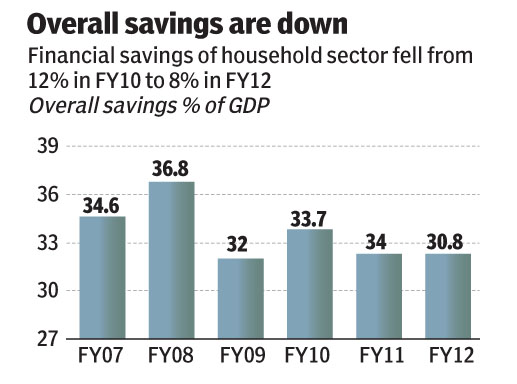 Overall savings are down
Financial savings of household sector fell from
12% in FY10 to 8% in FY12
Overall savings % of GDP
39
36
33
30
27
34.6
36.8
32
33.7
34
30.8
FY07 FY08 FY09 FY10 FY11 FY12